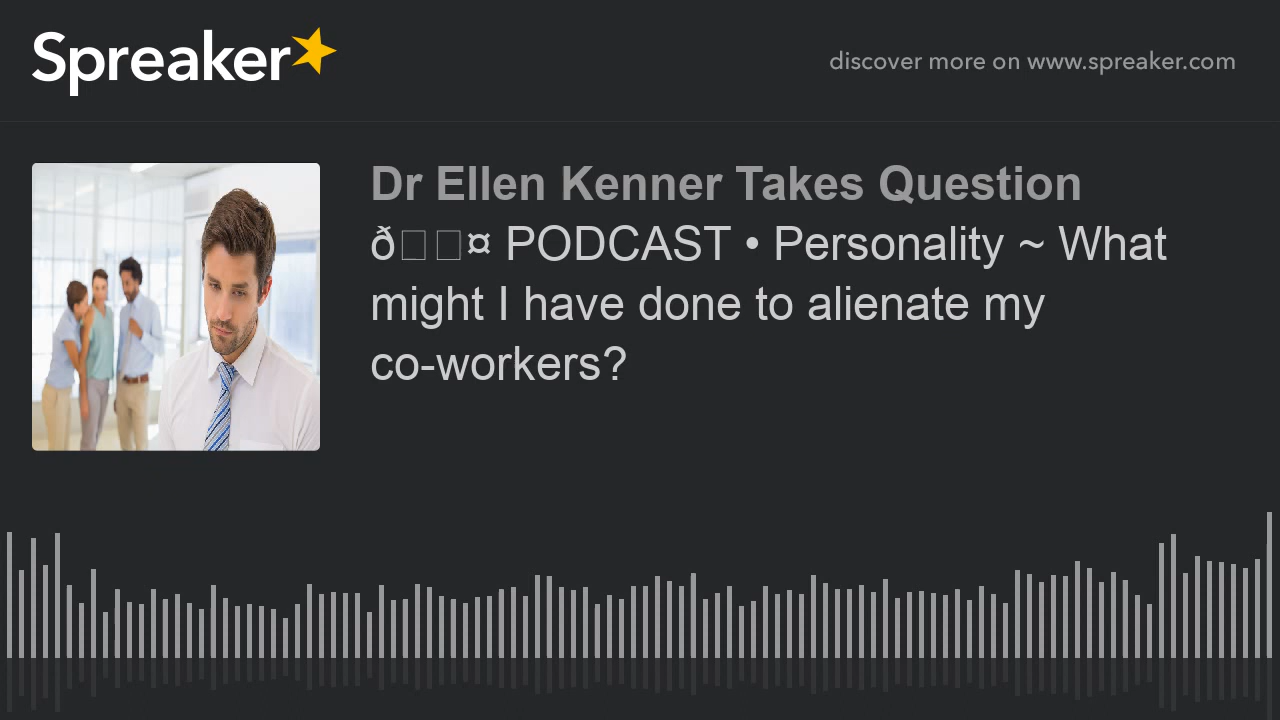 Spreaker
discover more on www.spreaker.com
Dr Ellen Kenner Takes Question
ð□□¤ PODCAST • Personality ~ What
might I have done to alienate my
co-workers?